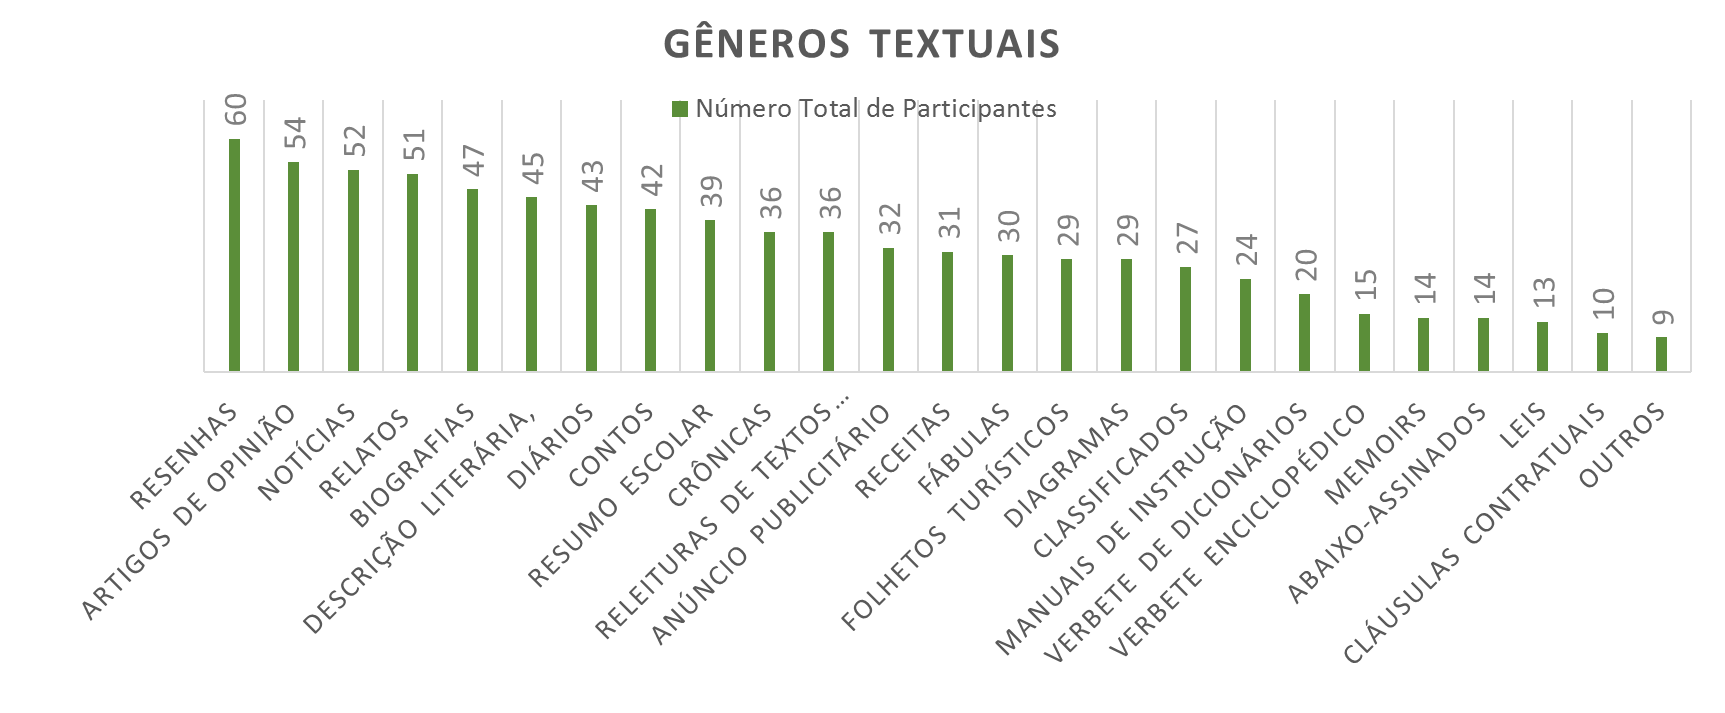 GÊNEROS TEXTUAIS
Número Total de Participantes
60
54
52
51
47
45
43
42
39
36
36
32
31
30
29
29
27
24
20
15
14
14
13
10
9
RESENHAS
ARTIGOS DE OPINIÃO
NOTÍCIAS
RELATOS
BIOGRAFIAS
DESCRIÇÃO LITERÁRIA,
DIÁRIOS
CONTOS
RESUMO ESCOLAR
CRÔNICAS
RELEITURAS DE TEXTOS…
ANÚNCIO PUBLICITÁRIO
RECEITAS
FÁBULAS
FOLHETOS TURÍSTICOS
DIAGRAMAS
CLASSIFICADOS
MANUAIS DE INSTRUÇÃO
VERBETE DE DICIONÁRIOS
VERBETE ENCICLOPÉDICO
MEMOIRS
ABAIXO-ASSINADOS
LEIS
CLÁUSULAS CONTRATUAIS
OUTROS